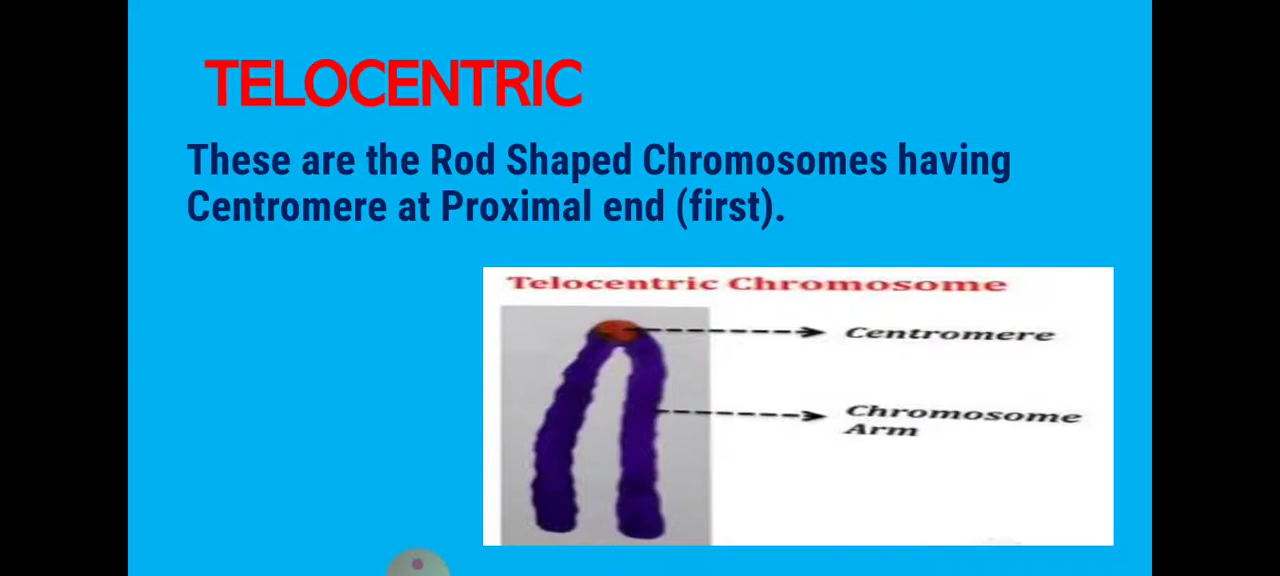 TELOCENTRIC
These are the Rod Shaped Chromosomes having
Centromere at Proximal end (first).
Telocentric Chromosome
Centromere
Chromosome
Arm